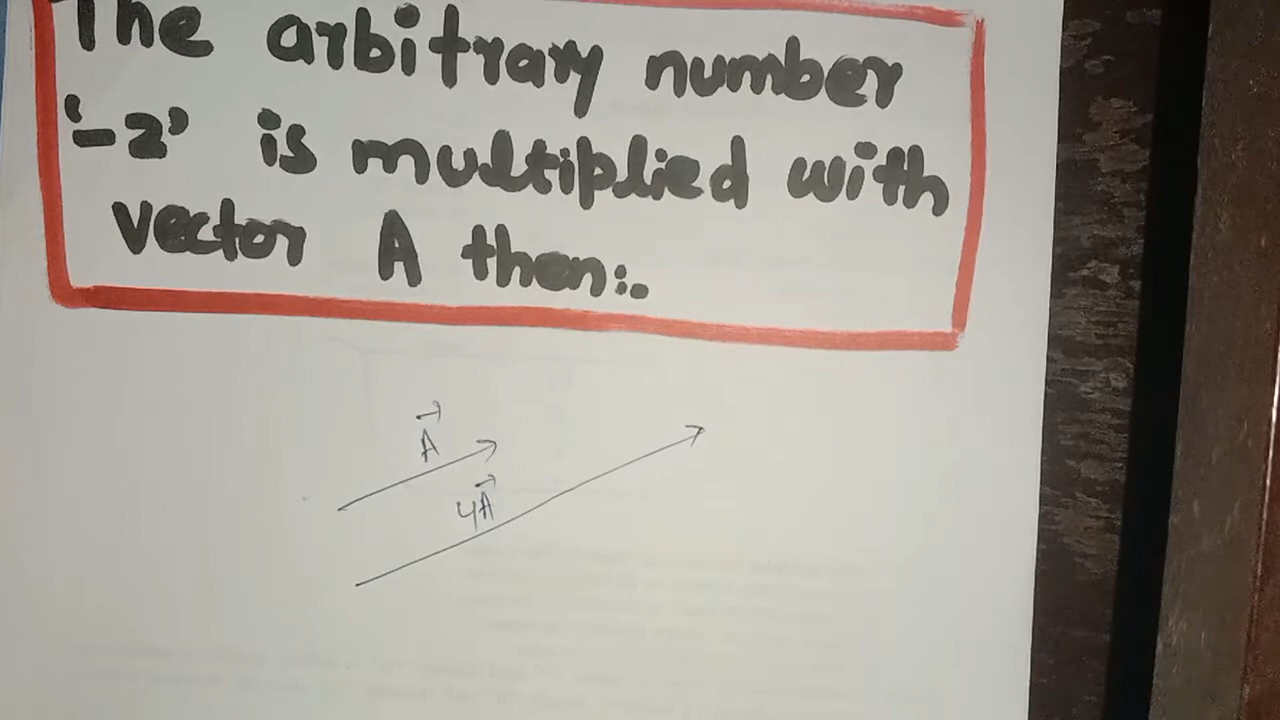 The arbitrary number
‘-2’ is multiplied with
vector A then:.
A⃗
4A⃗